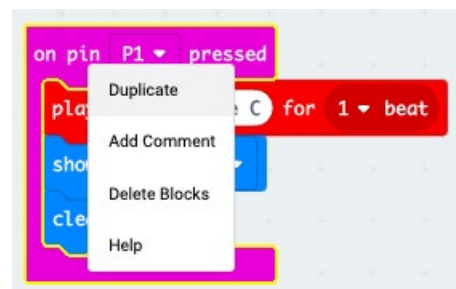 on pin P1 pressed
Duplicate
C for 1 beat
Add Comment
Delete Blocks
Help